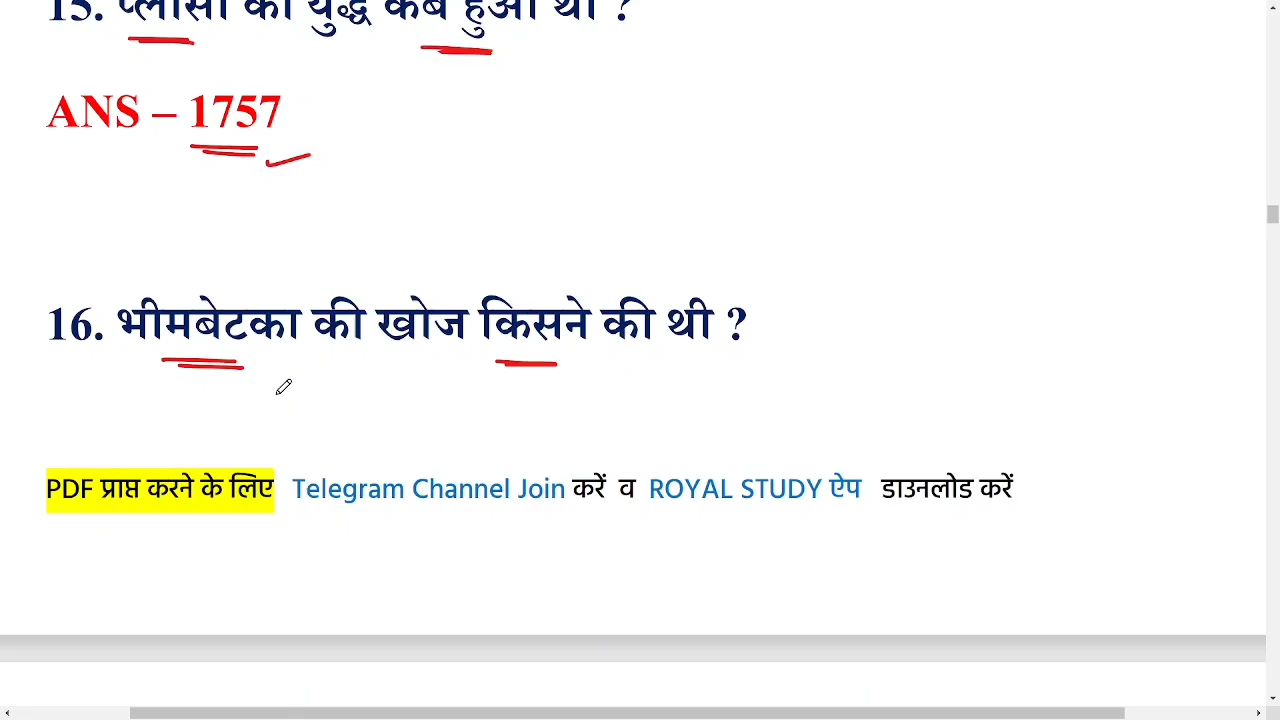 15. प्लासी का युद्ध कब हुआ था ?
ANS – 1757
16. भीमबेटका की खोज किसने की थी ?
PDF प्राप्त करने के लिए Telegram Channel Join करें व ROYAL STUDY ऐप डाउनलोड करें